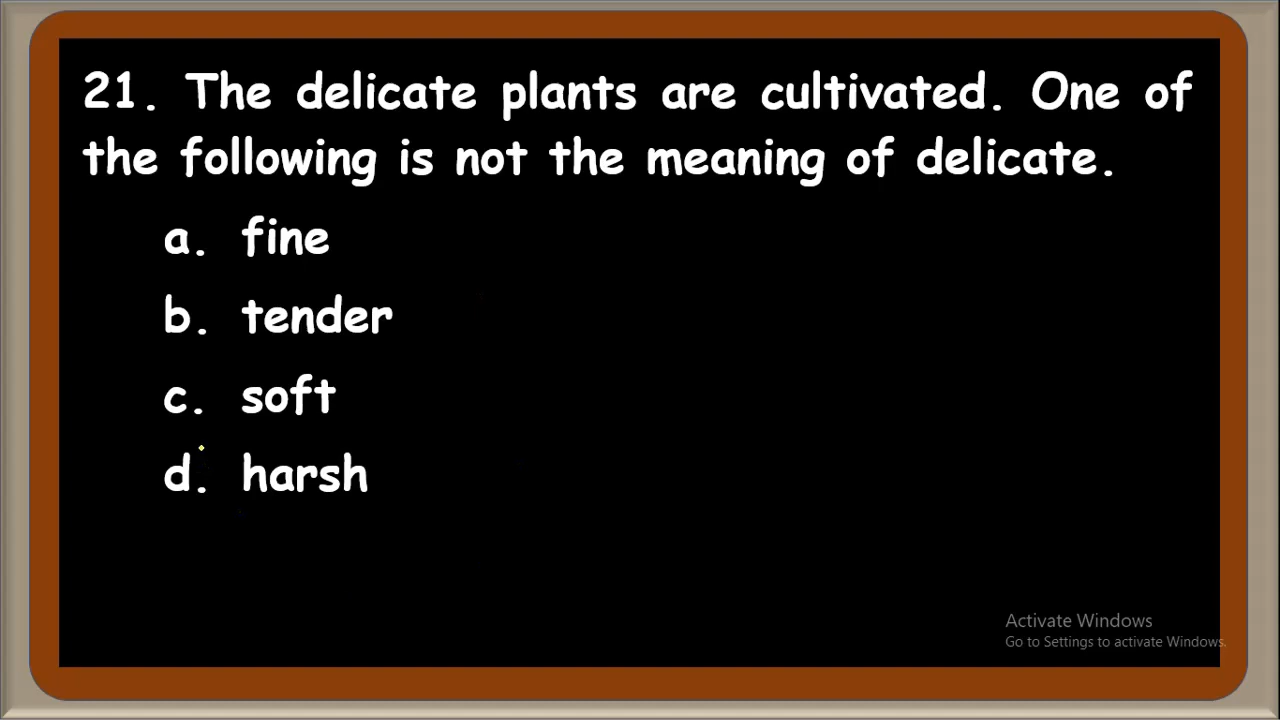 21. The delicate plants are cultivated. One of
the following is not the meaning of delicate.
a. fine
b. tender
c. soft
d. harsh
Activate Windows
Go to Settings to activate Windows.